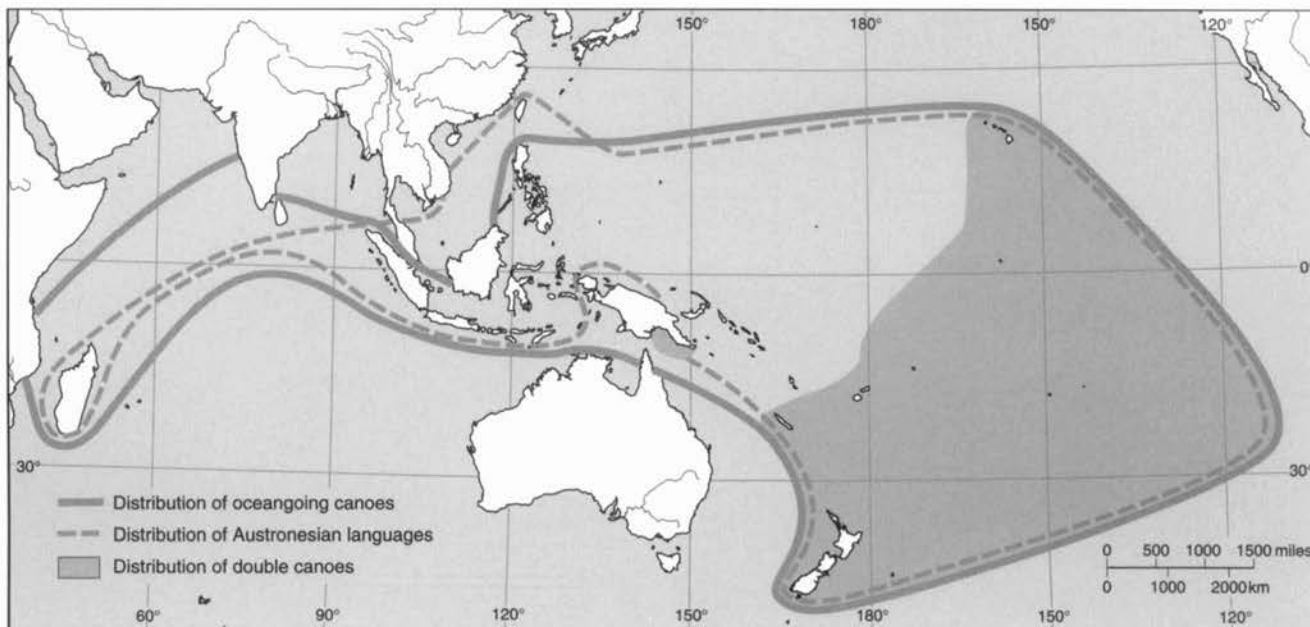 150° 180° 150° 120°
0°
30° 30°
Distribution of oceangoing canoes
Distribution of Austronesian languages
Distribution of double canoes
0 500 1000 1500 miles
0 1000 2000 km
60° 90° 120° 150° 180° 150° 120°